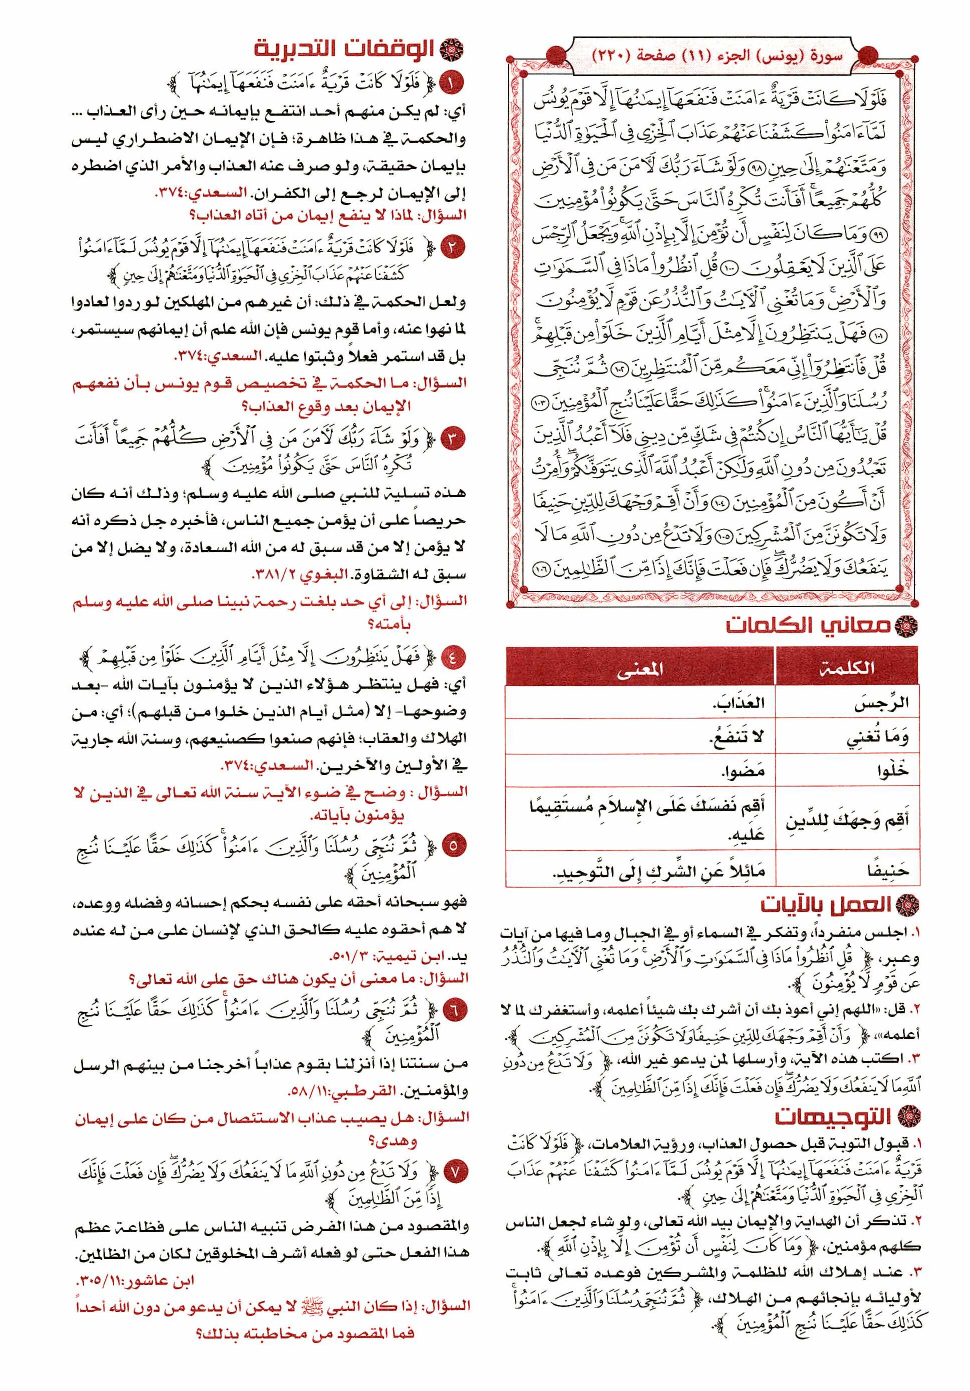 سورة (يونس) الجزء (١١) صفحة (٢٢٠)
فَلَوْلَا كَانَتْ قَرْيَةٌ ءَامَنَتْ فَنَفَعَهَآ إِيمَٰنُهَآ إِلَّا قَوْمَ يُونُسَ
لَمَّآ ءَامَنُوا۟ كَشَفْنَا عَنْهُمْ عَذَابَ ٱلْخِزْىِ فِى ٱلْحَيَوٰةِ ٱلدُّنْيَا
وَمَتَّعْنَٰهُمْ إِلَىٰ حِينٍ ٩٨ وَلَوْ شَآءَ رَبُّكَ لَءَامَنَ مَن فِى ٱلْأَرْضِ
كُلُّهُمْ جَمِيعًا ۚ أَفَأَنتَ تُكْرِهُ ٱلنَّاسَ حَتَّىٰ يَكُونُوا۟ مُؤْمِنِينَ
٩٩ وَمَا كَانَ لِنَفْسٍ أَن تُؤْمِنَ إِلَّا بِإِذْنِ ٱللَّهِ ۚ وَيَجْعَلُ ٱلرِّجْسَ
عَلَى ٱلَّذِينَ لَا يَعْقِلُونَ ١٠٠ قُلِ ٱنظُرُوا۟ مَاذَا فِى ٱلسَّمَٰوَٰتِ
وَٱلْأَرْضِ ۚ وَمَا تُغْنِى ٱلْءَايَٰتُ وَٱلنُّذُرُ عَن قَوْمٍ لَّا يُؤْمِنُونَ
١٠١ فَهَلْ يَنتَظِرُونَ إِلَّا مِثْلَ أَيَّامِ ٱلَّذِينَ خَلَوْا۟ مِن قَبْلِهِمْ ۚ
قُلْ فَٱنتَظِرُوٓا۟ إِنِّى مَعَكُم مِّنَ ٱلْمُنتَظِرِينَ ١٠٢ ثُمَّ نُنَجِّى
رُسُلَنَا وَٱلَّذِينَ ءَامَنُوا۟ ۚ كَذَٰلِكَ حَقًّا عَلَيْنَا نُنجِ ٱلْمُؤْمِنِينَ ١٠٣
قُلْ يَٰٓأَيُّهَا ٱلنَّاسُ إِن كُنتُمْ فِى شَكٍّ مِّن دِينِى فَلَآ أَعْبُدُ ٱلَّذِينَ
تَعْبُدُونَ مِن دُونِ ٱللَّهِ وَلَٰكِنْ أَعْبُدُ ٱللَّهَ ٱلَّذِى يَتَوَفَّىٰكُمْ ۖ وَأُمِرْتُ
أَنْ أَكُونَ مِنَ ٱلْمُؤْمِنِينَ ١٠٤ وَأَنْ أَقِمْ وَجْهَكَ لِلدِّينِ حَنِيفًا
وَلَا تَكُونَنَّ مِنَ ٱلْمُشْرِكِينَ ١٠٥ وَلَا تَدْعُ مِن دُونِ ٱللَّهِ مَا لَا
يَنفَعُكَ وَلَا يَضُرُّكَ ۖ فَإِن فَعَلْتَ فَإِنَّكَ إِذًا مِّنَ ٱلظَّٰلِمِينَ ١٠٦
معاني الكلمات
الكلمة المعنى
الرِّجسَ العَذَابَ.
وَمَا تُغنِي لا تَنفَعُ.
خَلَوا مَضَوا.
أَقِم وَجهَكَ لِلدِّينِ أَقِم نَفسَكَ عَلَى الإِسلَامِ مُستَقِيمًا
عَلَيهِ.
حَنِيفًا مَائِلاً عَنِ الشِّركِ إِلَى التَّوحِيدِ.
العمل بالآيات
١. اجلس منفرداً، وتفكر في السماء أو في الجبال وما فيها من آيات
وعبر، ﴿ قُلِ ٱنظُرُوا۟ مَاذَا فِى ٱلسَّمَٰوَٰتِ وَٱلْأَرْضِ ۚ وَمَا تُغْنِى ٱلْءَايَٰتُ وَٱلنُّذُرُ
عَن قَوْمٍ لَّا يُؤْمِنُونَ ﴾.
٢. قل: «اللهم إني أعوذ بك أن أشرك بك شيئاً أعلمه، وأستغفرك لما لا
أعلمه»، ﴿ وَأَنْ أَقِمْ وَجْهَكَ لِلدِّينِ حَنِيفًا وَلَا تَكُونَنَّ مِنَ ٱلْمُشْرِكِينَ ﴾.
٣. اكتب هذه الآية، وأرسلها لمن يدعو غير الله، ﴿ وَلَا تَدْعُ مِن دُونِ
ٱللَّهِ مَا لَا يَنفَعُكَ وَلَا يَضُرُّكَ ۖ فَإِن فَعَلْتَ فَإِنَّكَ إِذًا مِّنَ ٱلظَّٰلِمِينَ ﴾.
التوجيهات
١. قبول التوبة قبل حصول العذاب، ورؤية العلامات، ﴿ فَلَوْلَا كَانَتْ
قَرْيَةٌ ءَامَنَتْ فَنَفَعَهَآ إِيمَٰنُهَآ إِلَّا قَوْمَ يُونُسَ لَمَّآ ءَامَنُوا۟ كَشَفْنَا عَنْهُمْ عَذَابَ
ٱلْخِزْىِ فِى ٱلْحَيَوٰةِ ٱلدُّنْيَا وَمَتَّعْنَٰهُمْ إِلَىٰ حِينٍ ﴾.
٢. تذكر أن الهداية والإيمان بيد الله تعالى، ولو شاء لجعل الناس
كلهم مؤمنين، ﴿ وَمَا كَانَ لِنَفْسٍ أَن تُؤْمِنَ إِلَّا بِإِذْنِ ٱللَّهِ ﴾.
٣. عند إهلاك الله للظلمة والمشركين فوعده تعالى ثابت
لأوليائه بإنجائهم من الهلاك، ﴿ ثُمَّ نُنَجِّى رُسُلَنَا وَٱلَّذِينَ ءَامَنُوا۟ ۚ
كَذَٰلِكَ حَقًّا عَلَيْنَا نُنجِ ٱلْمُؤْمِنِينَ ﴾.
الوقفات التدبرية
١ ﴿ فَلَوْلَا كَانَتْ قَرْيَةٌ ءَامَنَتْ فَنَفَعَهَآ إِيمَٰنُهَآ ﴾
أي: لم يكن منهم أحد انتفع بإيمانه حين رأى العذاب ...
والحكمة في هذا ظاهرة؛ فإن الإيمان الاضطراري ليس
بإيمان حقيقة، ولو صرف عنه العذاب والأمر الذي اضطره
إلى الإيمان لرجع إلى الكفران. السعدي:٣٧٤.
السؤال: لماذا لا ينفع إيمان من أتاه العذاب؟
٢ ﴿ فَلَوْلَا كَانَتْ قَرْيَةٌ ءَامَنَتْ فَنَفَعَهَآ إِيمَٰنُهَآ إِلَّا قَوْمَ يُونُسَ لَمَّآ ءَامَنُوا۟
كَشَفْنَا عَنْهُمْ عَذَابَ ٱلْخِزْىِ فِى ٱلْحَيَوٰةِ ٱلدُّنْيَا وَمَتَّعْنَٰهُمْ إِلَىٰ حِينٍ ﴾
ولعل الحكمة في ذلك: أن غيرهم من المهلكين لو ردوا لعادوا
لما نهوا عنه، وأما قوم يونس فإن الله علم أن إيمانهم سيستمر،
بل قد استمر فعلاً وثبتوا عليه. السعدي:٣٧٤.
السؤال: ما الحكمة في تخصيص قوم يونس بأن نفعهم
الإيمان بعد وقوع العذاب؟
٣ ﴿ وَلَوْ شَآءَ رَبُّكَ لَءَامَنَ مَن فِى ٱلْأَرْضِ كُلُّهُمْ جَمِيعًا ۚ أَفَأَنتَ
تُكْرِهُ ٱلنَّاسَ حَتَّىٰ يَكُونُوا۟ مُؤْمِنِينَ ﴾
هذه تسلية للنبي صلى الله عليه وسلم؛ وذلك أنه كان
حريصاً على أن يؤمن جميع الناس، فأخبره جل ذكره أنه
لا يؤمن إلا من قد سبق له من الله السعادة، ولا يضل إلا من
سبق له الشقاوة. البغوي ٣٨١/٢.
السؤال: إلى أي حد بلغت رحمة نبينا صلى الله عليه وسلم
بأمته؟
٤ ﴿ فَهَلْ يَنتَظِرُونَ إِلَّا مِثْلَ أَيَّامِ ٱلَّذِينَ خَلَوْا۟ مِن قَبْلِهِمْ ﴾
أي: فهل ينتظر هؤلاء الذين لا يؤمنون بآيات الله -بعد
وضوحها- إلا (مثل أيام الذين خلوا من قبلهم)؛ أي: من
الهلاك والعقاب؛ فإنهم صنعوا كصنيعهم، وسنة الله جارية
في الأولين والآخرين. السعدي:٣٧٤.
السؤال : وضح في ضوء الآية سنة الله تعالى في الذين لا
يؤمنون بآياته.
٥ ﴿ ثُمَّ نُنَجِّى رُسُلَنَا وَٱلَّذِينَ ءَامَنُوا۟ ۚ كَذَٰلِكَ حَقًّا عَلَيْنَا نُنجِ
ٱلْمُؤْمِنِينَ ﴾
فهو سبحانه أحقه على نفسه بحكم إحسانه وفضله ووعده،
لا هم أحقوه عليه كالحق الذي لإنسان على من له عنده
يد. ابن تيمية: ٥٠١/٣.
السؤال: ما معنى أن يكون هناك حق على الله تعالى؟
٦ ﴿ ثُمَّ نُنَجِّى رُسُلَنَا وَٱلَّذِينَ ءَامَنُوا۟ ۚ كَذَٰلِكَ حَقًّا عَلَيْنَا نُنجِ
ٱلْمُؤْمِنِينَ ﴾
من سنتنا إذا أنزلنا بقوم عذاباً أخرجنا من بينهم الرسل
والمؤمنين. القرطبي:٥٨/١١.
السؤال: هل يصيب عذاب الاستئصال من كان على إيمان
وهدى؟
٧ ﴿ وَلَا تَدْعُ مِن دُونِ ٱللَّهِ مَا لَا يَنفَعُكَ وَلَا يَضُرُّكَ ۖ فَإِن فَعَلْتَ فَإِنَّكَ
إِذًا مِّنَ ٱلظَّٰلِمِينَ ﴾
والمقصود من هذا الفرض تنبيه الناس على فظاعة عظم
هذا الفعل حتى لو فعله أشرف المخلوقين لكان من الظالمين.
ابن عاشور:٣٠٥/١١.
السؤال: إذا كان النبي ﷺ لا يمكن أن يدعو من دون الله أحداً
فما المقصود من مخاطبته بذلك؟